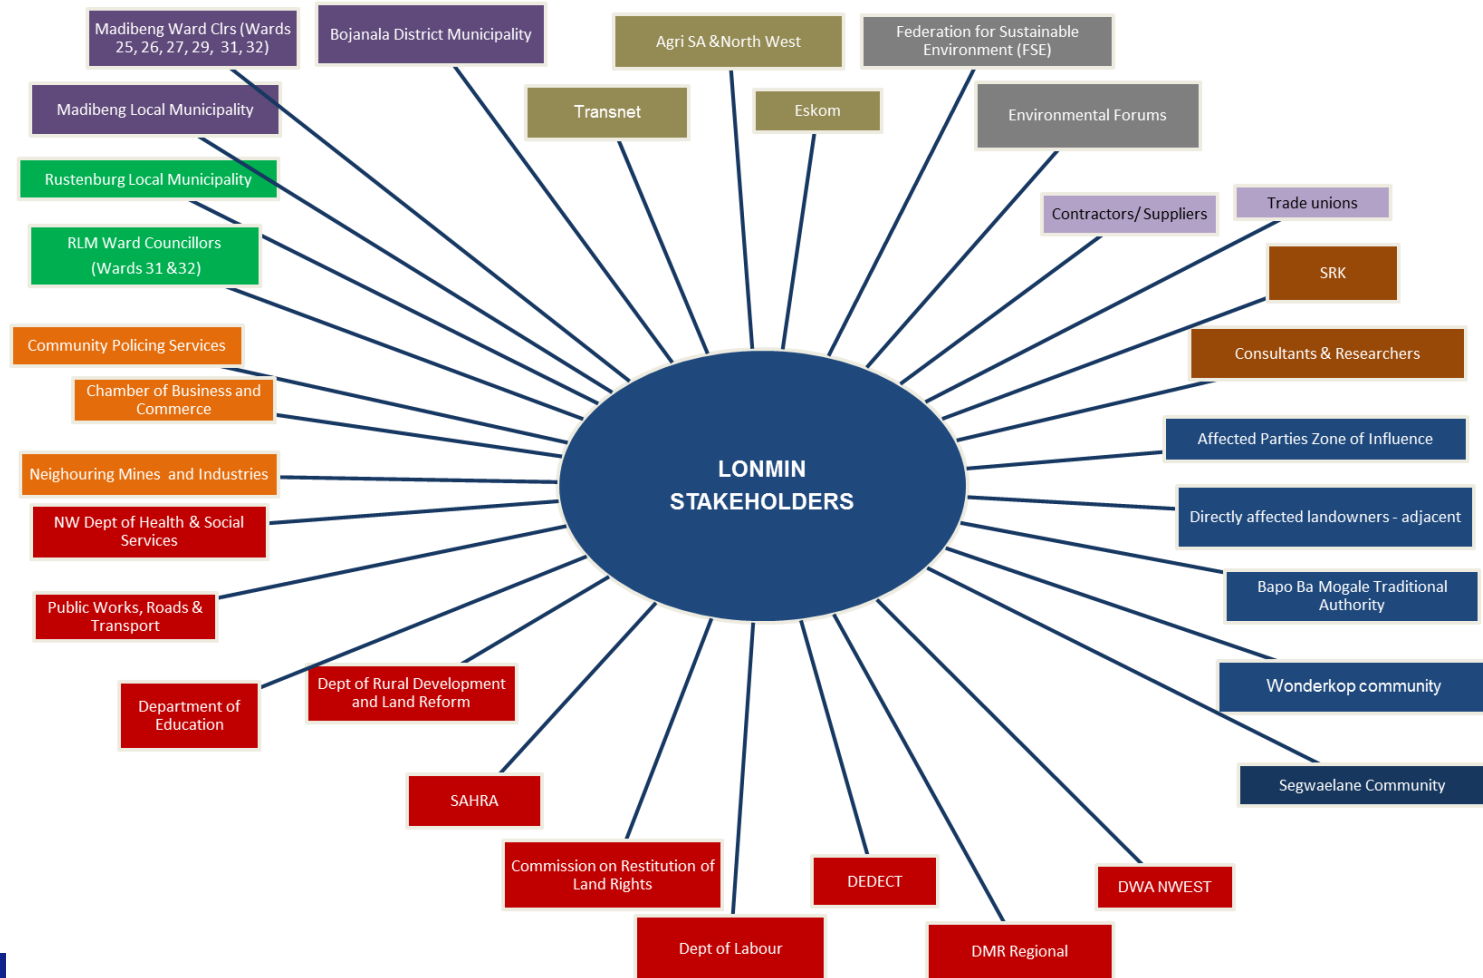 Madibeng Ward Clrs (Wards
25, 26, 27, 29, 31, 32)
Bojanala District Municipality
Agri SA &North West
Federation for Sustainable
Environment (FSE)
Madibeng Local Municipality
Transnet
Eskom
Environmental Forums
Rustenburg Local Municipality
Contractors/ Suppliers
Trade unions
RLM Ward Councillors
(Wards 31 &32)
SRK
Community Policing Services
Consultants & Researchers
Chamber of Business and
Commerce
Affected Parties Zone of Influence
Neighouring Mines and Industries
LONMIN
STAKEHOLDERS
NW Dept of Health & Social
Services
Directly affected landowners - adjacent
Public Works, Roads &
Transport
Bapo Ba Mogale Traditional
Authority
Department of
Education
Dept of Rural Development
and Land Reform
Wonderkop community
SAHRA
Segwaelane Community
Commission on Restitution of
Land Rights
DEDECT
DWA NWEST
Dept of Labour
DMR Regional